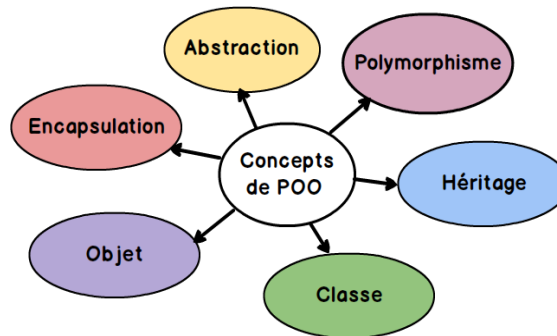 Abstraction
Polymorphisme
Encapsulation
Concepts
de POO
Héritage
Objet
Classe